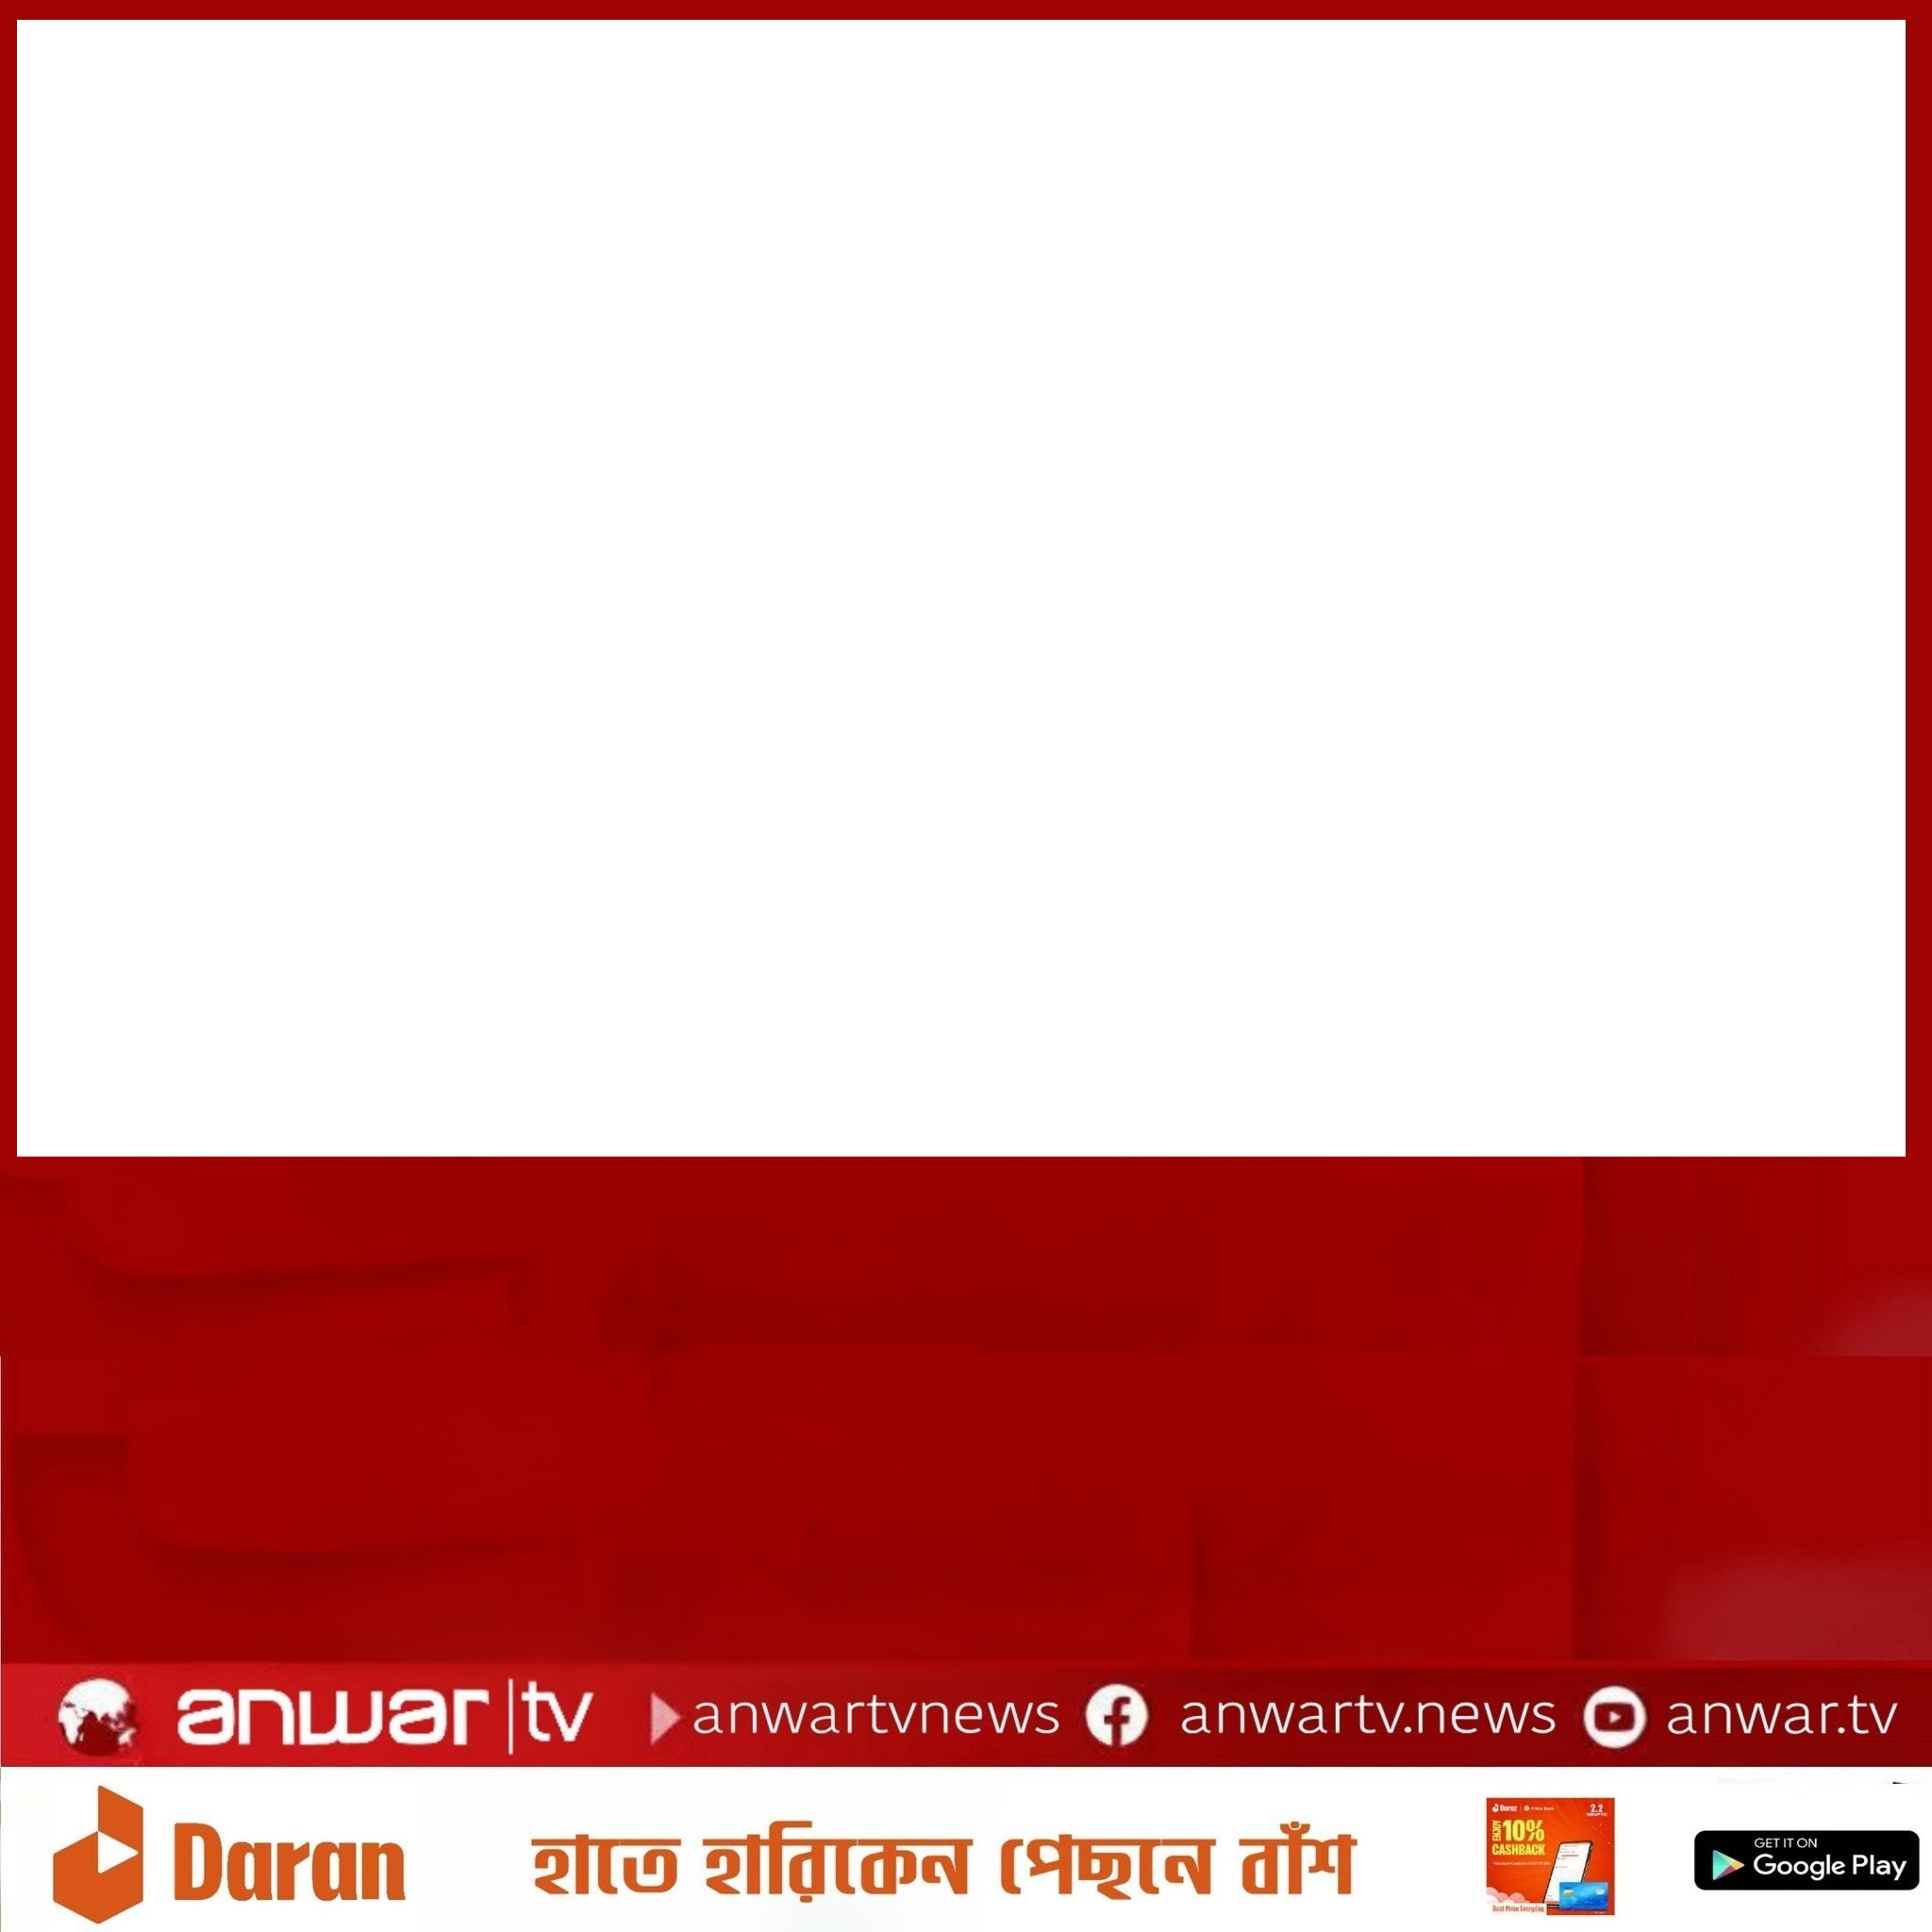 anwar|tv anwartvnews anwartv.news anwar.tv
Daran
হাতে হারিকেন পেছনে বাঁশ
Daraz
2.2
ENJOY 10%
CASHBACK
Best Price Everyday
GET IT ON
Google Play